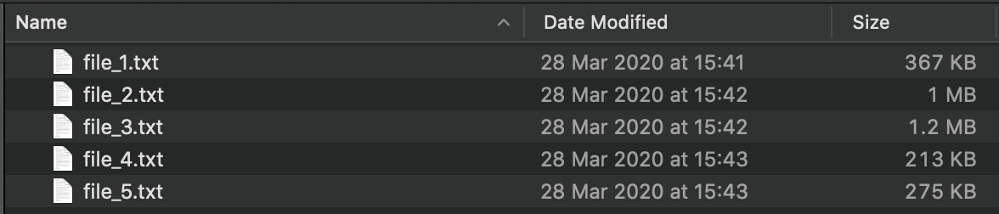 Name Date Modified Size
file_1.txt 28 Mar 2020 at 15:41 367 KB
file_2.txt 28 Mar 2020 at 15:42 1 MB
file_3.txt 28 Mar 2020 at 15:42 1.2 MB
file_4.txt 28 Mar 2020 at 15:43 213 KB
file_5.txt 28 Mar 2020 at 15:43 275 KB